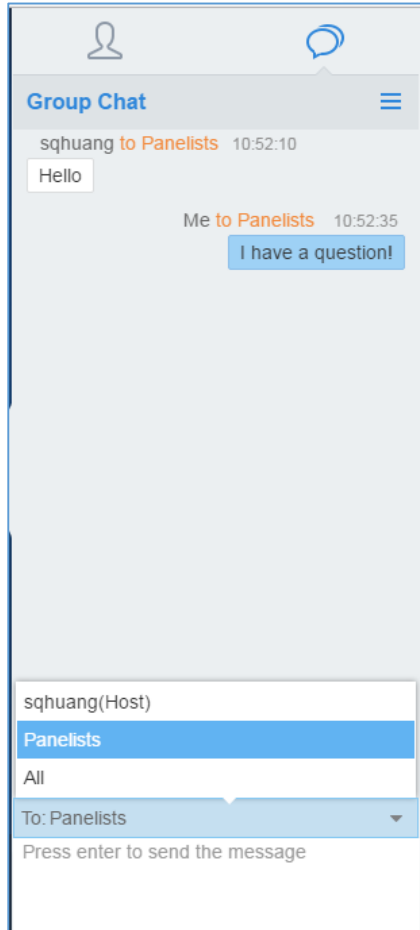 Group Chat
sqhuang to Panelists 10:52:10
Hello
Me to Panelists 10:52:35
I have a question!
sqhuang(Host)
Panelists
All
To: Panelists
Press enter to send the message